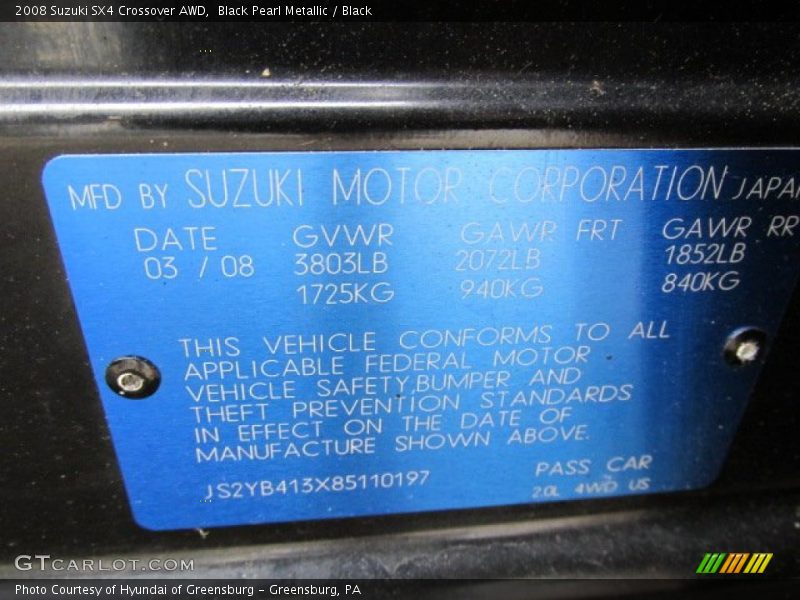 2008 Suzuki SX4 Crossover AWD, Black Pearl Metallic / Black
MFD BY SUZUKI MOTOR CORPORATION JAPAN
DATE GVWR GAWR FRT GAWR RR
03 / 08 3803LB 2072LB 1852LB
1725KG 940KG 840KG
THIS VEHICLE CONFORMS TO ALL
APPLICABLE FEDERAL MOTOR
VEHICLE SAFETY,BUMPER AND
THEFT PREVENTION STANDARDS
IN EFFECT ON THE DATE OF
MANUFACTURE SHOWN ABOVE.
JS2YB413X85110197 PASS CAR
2.0L 4WD US
GTCARLOT.COM
Photo Courtesy of Hyundai of Greensburg – Greensburg, PA